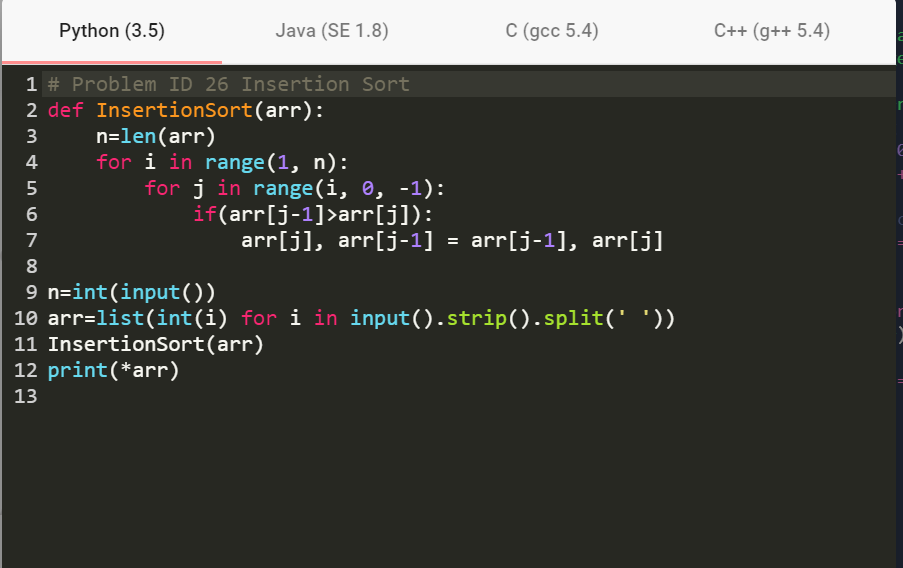 Python (3.5) Java (SE 1.8) C (gcc 5.4) C++ (g++ 5.4)
1 # Problem ID 26 Insertion Sort
2 def InsertionSort(arr):
3     n=len(arr)
4     for i in range(1, n):
5         for j in range(i, 0, -1):
6             if(arr[j-1]>arr[j]):
7                 arr[j], arr[j-1] = arr[j-1], arr[j]
8
9 n=int(input())
10 arr=list(int(i) for i in input().strip().split(' '))
11 InsertionSort(arr)
12 print(*arr)
13